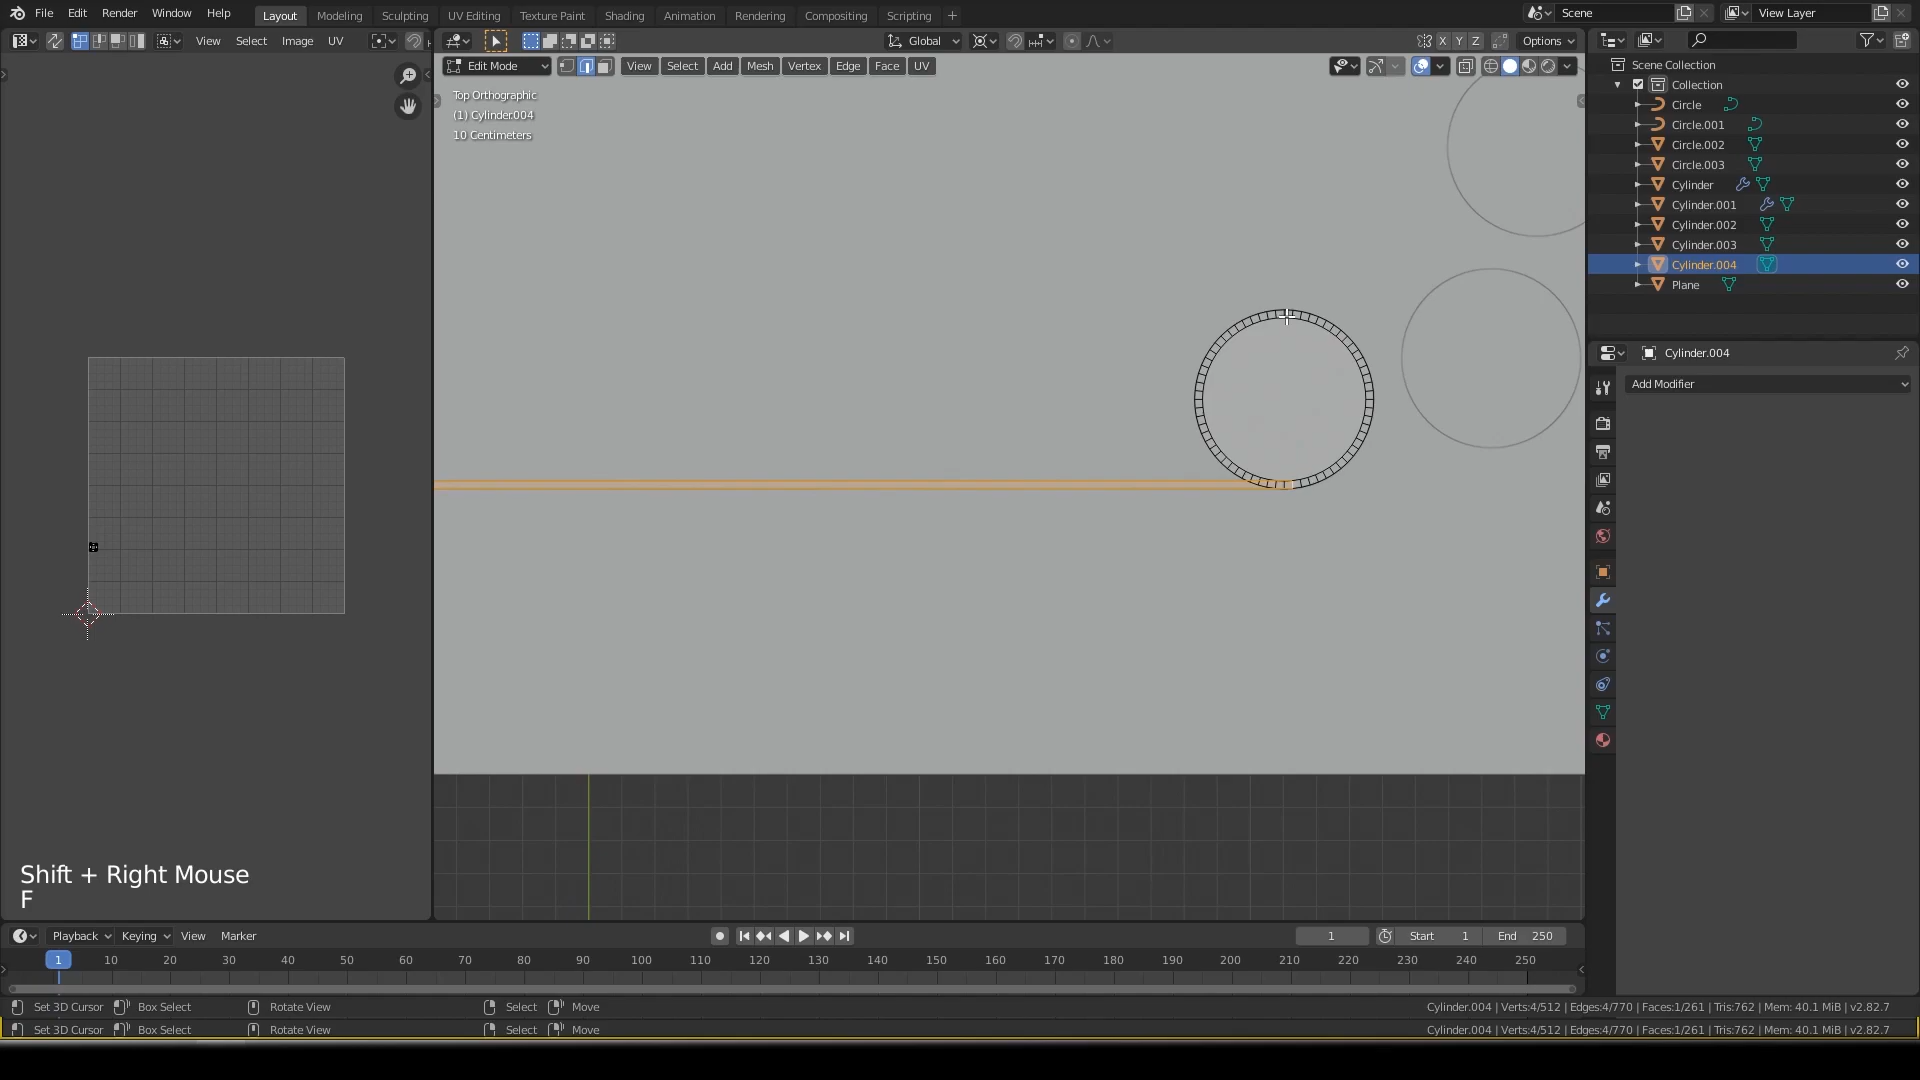 File Edit Render Window Help Layout Modeling Sculpting UV Editing Texture Paint Shading Animation Rendering Compositing Scripting + Scene View Layer
View Select Image UV Global X Y Z Options
Edit Mode View Select Add Mesh Vertex Edge Face UV
Top Orthographic
(1) Cylinder.004
10 Centimeters
Scene Collection
Collection
Circle
Circle.001
Circle.002
Circle.003
Cylinder
Cylinder.001
Cylinder.002
Cylinder.003
Cylinder.004
Plane
Cylinder.004
Add Modifier
Shift + Right Mouse
F
Playback Keying View Marker 1 Start 1 End 250
1 10 20 30 40 50 60 70 80 90 100 110 120 130 140 150 160 170 180 190 200 210 220 230 240 250
Set 3D Cursor Box Select Rotate View Select Move Cylinder.004 | Verts:4/512 | Edges:4/770 | Faces:1/261 | Tris:762 | Mem: 40.1 MiB | v2.82.7
Set 3D Cursor Box Select Rotate View Select Move Cylinder.004 | Verts:4/512 | Edges:4/770 | Faces:1/261 | Tris:762 | Mem: 40.1 MiB | v2.82.7